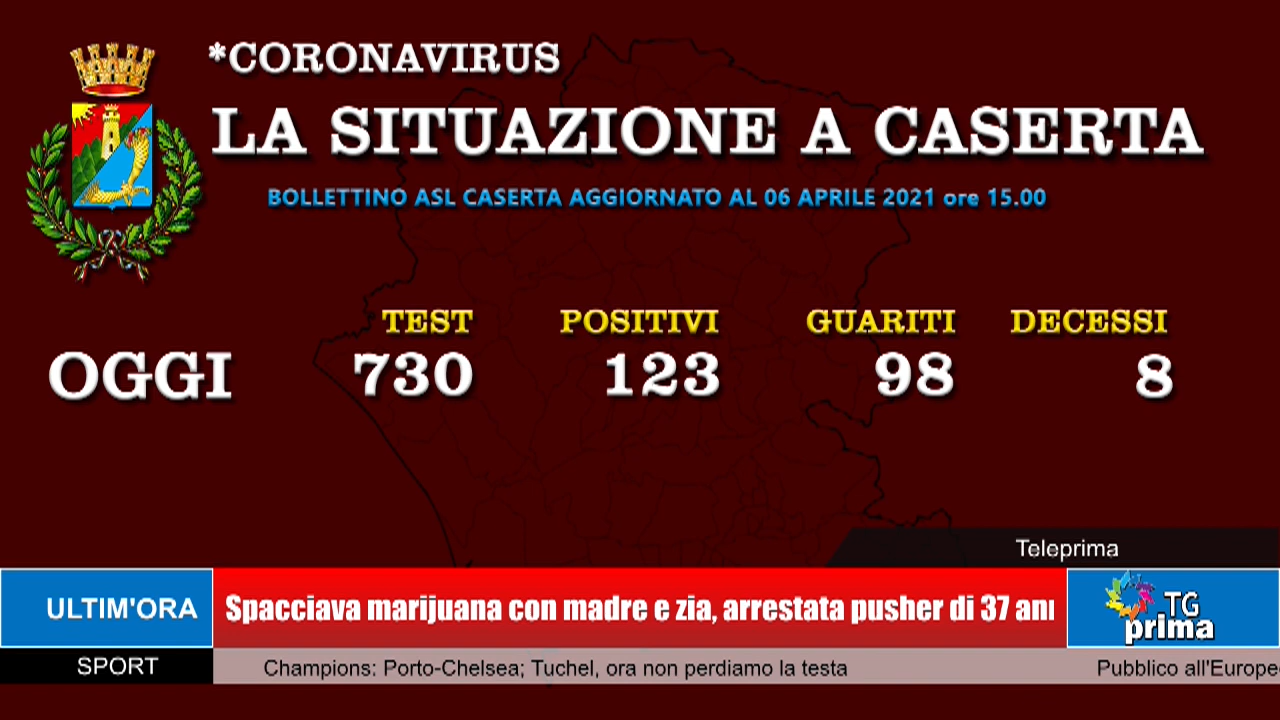 *CORONAVIRUS
LA SITUAZIONE A CASERTA
BOLLETTINO ASL CASERTA AGGIORNATO AL 06 APRILE 2021 ore 15.00
TEST POSITIVI GUARITI DECESSI
OGGI 730 123 98 8
Teleprima
ULTIM'ORA Spacciava marijuana con madre e zia, arrestata pusher di 37
TG
prima
SPORT Champions: Porto-Chelsea; Tuchel, ora non perdiamo la testa Pubblico all'Europe